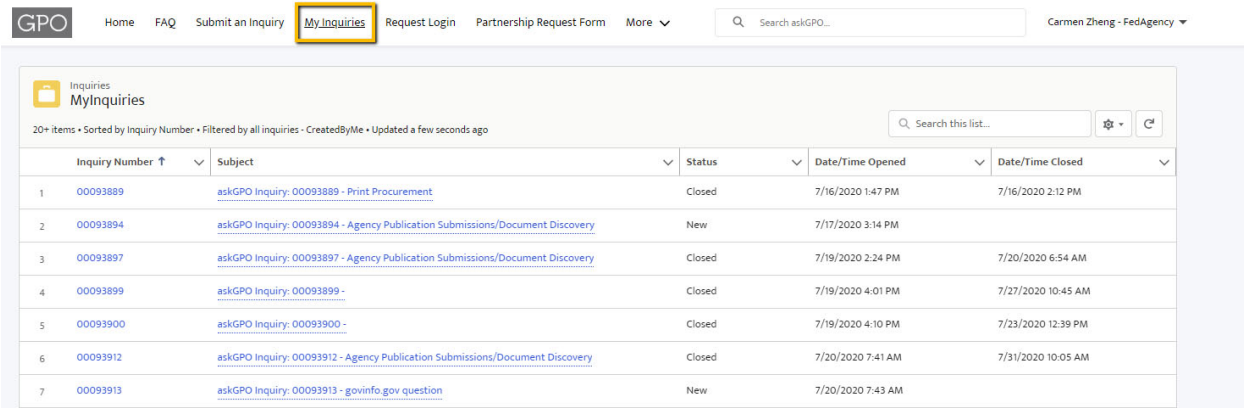 GPO Home FAQ Submit an Inquiry My Inquiries Request Login Partnership Request Form More Search askGPO... Carmen Zheng - FedAgency
Inquiries
MyInquiries
20+ items • Sorted by Inquiry Number • Filtered by all inquiries - CreatedByMe • Updated a few seconds ago Search this list...
Inquiry Number ↑ Subject Status Date/Time Opened Date/Time Closed
1 00093889 askGPO Inquiry: 00093889 - Print Procurement Closed 7/16/2020 1:47 PM 7/16/2020 2:12 PM
2 00093894 askGPO Inquiry: 00093894 - Agency Publication Submissions/Document Discovery New 7/17/2020 3:14 PM
3 00093897 askGPO Inquiry: 00093897 - Agency Publication Submissions/Document Discovery Closed 7/19/2020 2:24 PM 7/20/2020 6:54 AM
4 00093899 askGPO Inquiry: 00093899 - Closed 7/19/2020 4:01 PM 7/27/2020 10:45 AM
5 00093900 askGPO Inquiry: 00093900 - Closed 7/19/2020 4:10 PM 7/23/2020 12:39 PM
6 00093912 askGPO Inquiry: 00093912 - Agency Publication Submissions/Document Discovery Closed 7/20/2020 7:41 AM 7/31/2020 10:05 AM
7 00093913 askGPO Inquiry: 00093913 - govinfo.gov question New 7/20/2020 7:43 AM